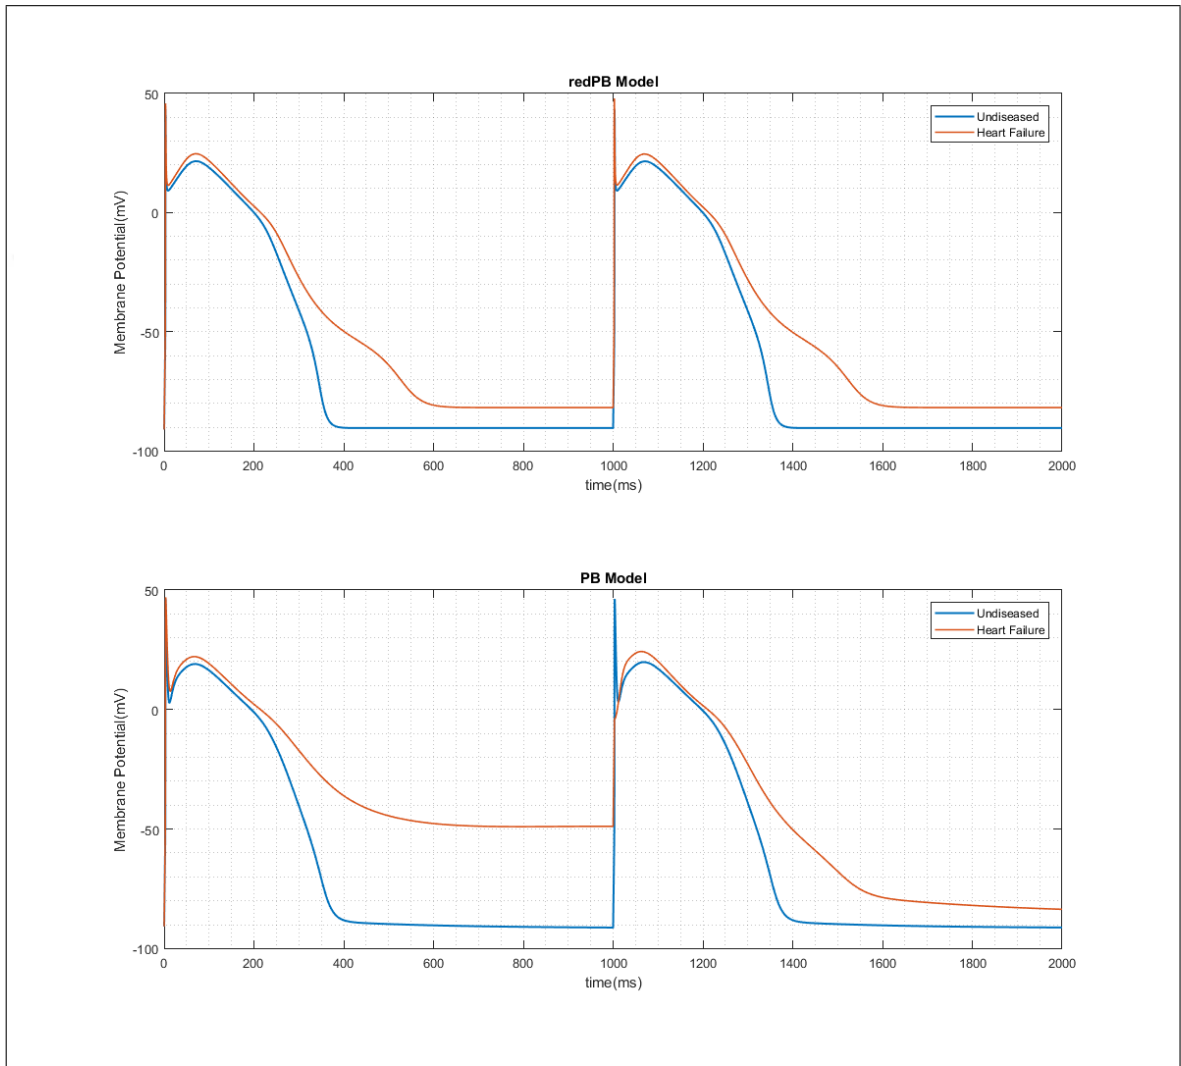 redPB Model
50
0
-50
-100
Membrane Potential(mV)
Undiseased
Heart Failure
0 200 400 600 800 1000 1200 1400 1600 1800 2000
time(ms)
PB Model
50
0
-50
-100
Membrane Potential(mV)
Undiseased
Heart Failure
0 200 400 600 800 1000 1200 1400 1600 1800 2000
time(ms)